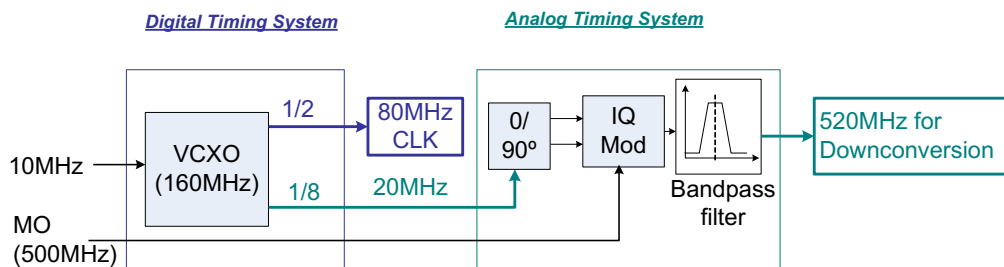 Digital Timing System
Analog Timing System
10MHz
VCXO
(160MHz)
1/2
80MHz
CLK
1/8
20MHz
0/
90º
IQ
Mod
Bandpass
filter
520MHz for
Downconversion
MO
(500MHz)